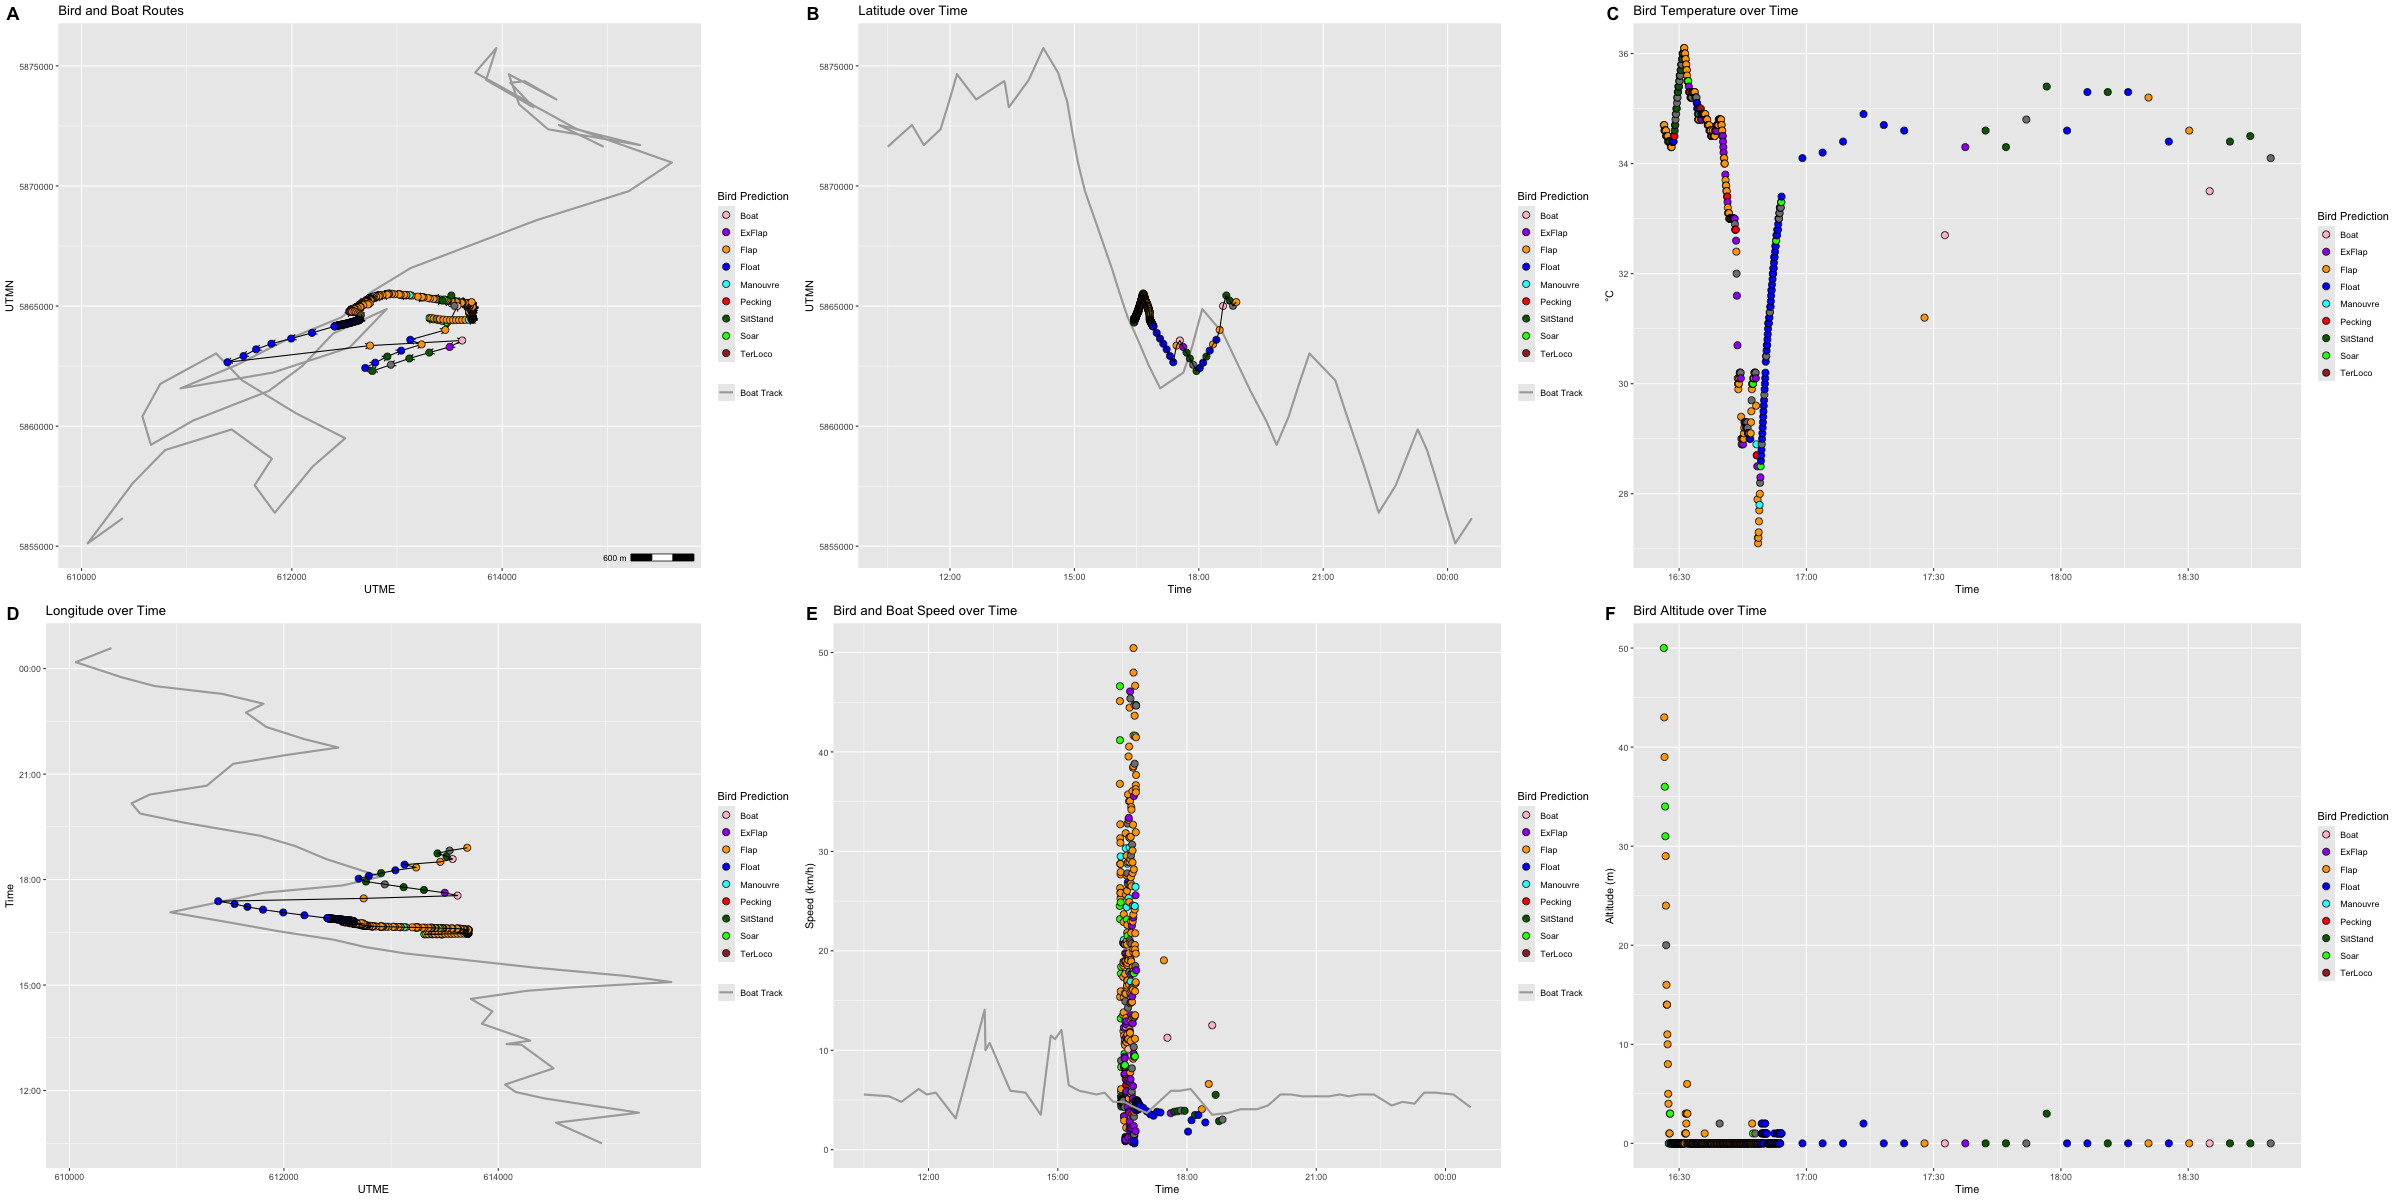 A Bird and Boat Routes
5875000
5870000
5865000
5860000
5855000
UTMN
610000 612000 614000
UTME
600 m
Bird Prediction
Boat
ExFlap
Flap
Float
Manouvre
Pecking
SitStand
Soar
TerLoco
Boat Track
B Latitude over Time
5875000
5870000
5865000
5860000
5855000
UTMN
12:00 15:00 18:00 21:00 00:00
Time
Bird Prediction
Boat
ExFlap
Flap
Float
Manouvre
Pecking
SitStand
Soar
TerLoco
Boat Track
C Bird Temperature over Time
36
34
32
30
28
°C
16:30 17:00 17:30 18:00 18:30
Time
Bird Prediction
Boat
ExFlap
Flap
Float
Manouvre
Pecking
SitStand
Soar
TerLoco
D Longitude over Time
00:00
21:00
18:00
15:00
12:00
Time
610000 612000 614000
UTME
Bird Prediction
Boat
ExFlap
Flap
Float
Manouvre
Pecking
SitStand
Soar
TerLoco
Boat Track
E Bird and Boat Speed over Time
50
40
30
20
10
0
Speed (km/h)
12:00 15:00 18:00 21:00 00:00
Time
Bird Prediction
Boat
ExFlap
Flap
Float
Manouvre
Pecking
SitStand
Soar
TerLoco
Boat Track
F Bird Altitude over Time
50
40
30
20
10
0
Altitude (m)
16:30 17:00 17:30 18:00 18:30
Time
Bird Prediction
Boat
ExFlap
Flap
Float
Manouvre
Pecking
SitStand
Soar
TerLoco